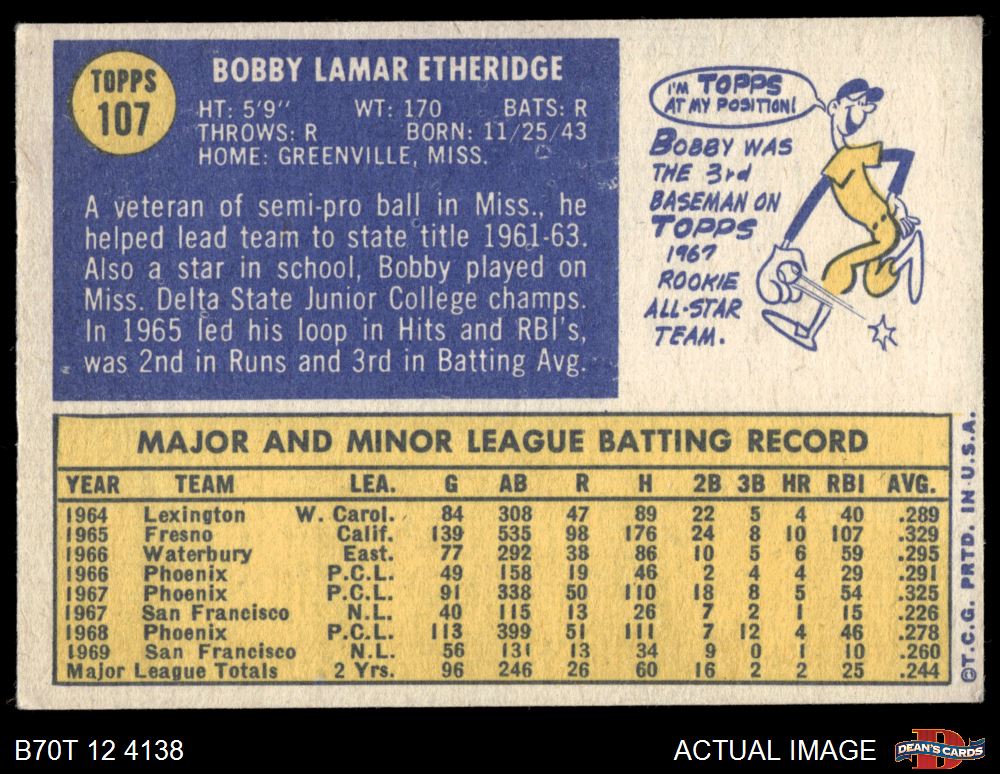 TOPPS
107
BOBBY LAMAR ETHERIDGE
HT: 5'9" WT: 170 BATS: R
THROWS: R BORN: 11/25/43
HOME: GREENVILLE, MISS.
A veteran of semi-pro ball in Miss., he
helped lead team to state title 1961-63.
Also a star in school, Bobby played on
Miss. Delta State Junior College champs.
In 1965 led his loop in Hits and RBI's,
was 2nd in Runs and 3rd in Batting Avg.
I'M TOPPS
AT MY POSITION!
BOBBY WAS
THE 3rd
BASEMAN ON
TOPPS
1967
ROOKIE
ALL-STAR
TEAM.
MAJOR AND MINOR LEAGUE BATTING RECORD
YEAR TEAM LEA. G AB R H 2B 3B HR RBI AVG.
1964 Lexington W. Carol. 84 308 47 89 22 5 4 40 .289
1965 Fresno Calif. 139 535 98 176 24 8 10 107 .329
1966 Waterbury East. 77 292 38 86 10 5 6 59 .295
1966 Phoenix P.C.L. 49 158 19 46 2 4 4 29 .291
1967 Phoenix P.C.L. 91 338 50 110 18 8 5 54 .325
1967 San Francisco N.L. 40 115 13 26 7 2 1 15 .226
1968 Phoenix P.C.L. 113 399 51 111 7 12 4 46 .278
1969 San Francisco N.L. 56 131 13 34 9 0 1 10 .260
Major League Totals 2 Yrs. 96 246 26 60 16 2 2 25 .244
©T.C.G. PRTD. IN U.S.A.
B70T 12 4138
ACTUAL IMAGE
DEAN'S CARDS